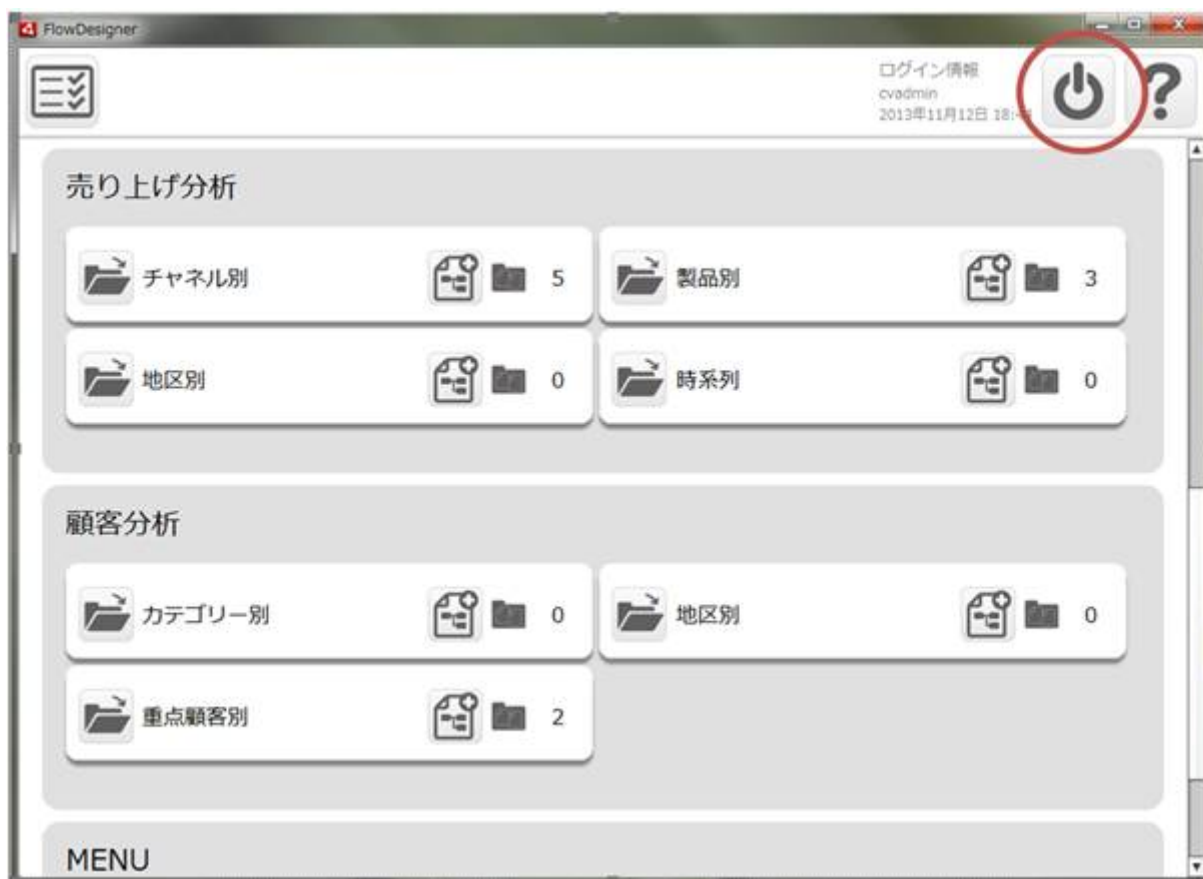 FlowDesigner
ログイン情報
cvadmin
2013年11月12日 18:
?
売り上げ分析
チャネル別 5
製品別 3
地区別 0
時系列 0
顧客分析
カテゴリー別 0
地区別 0
重点顧客別 2
MENU